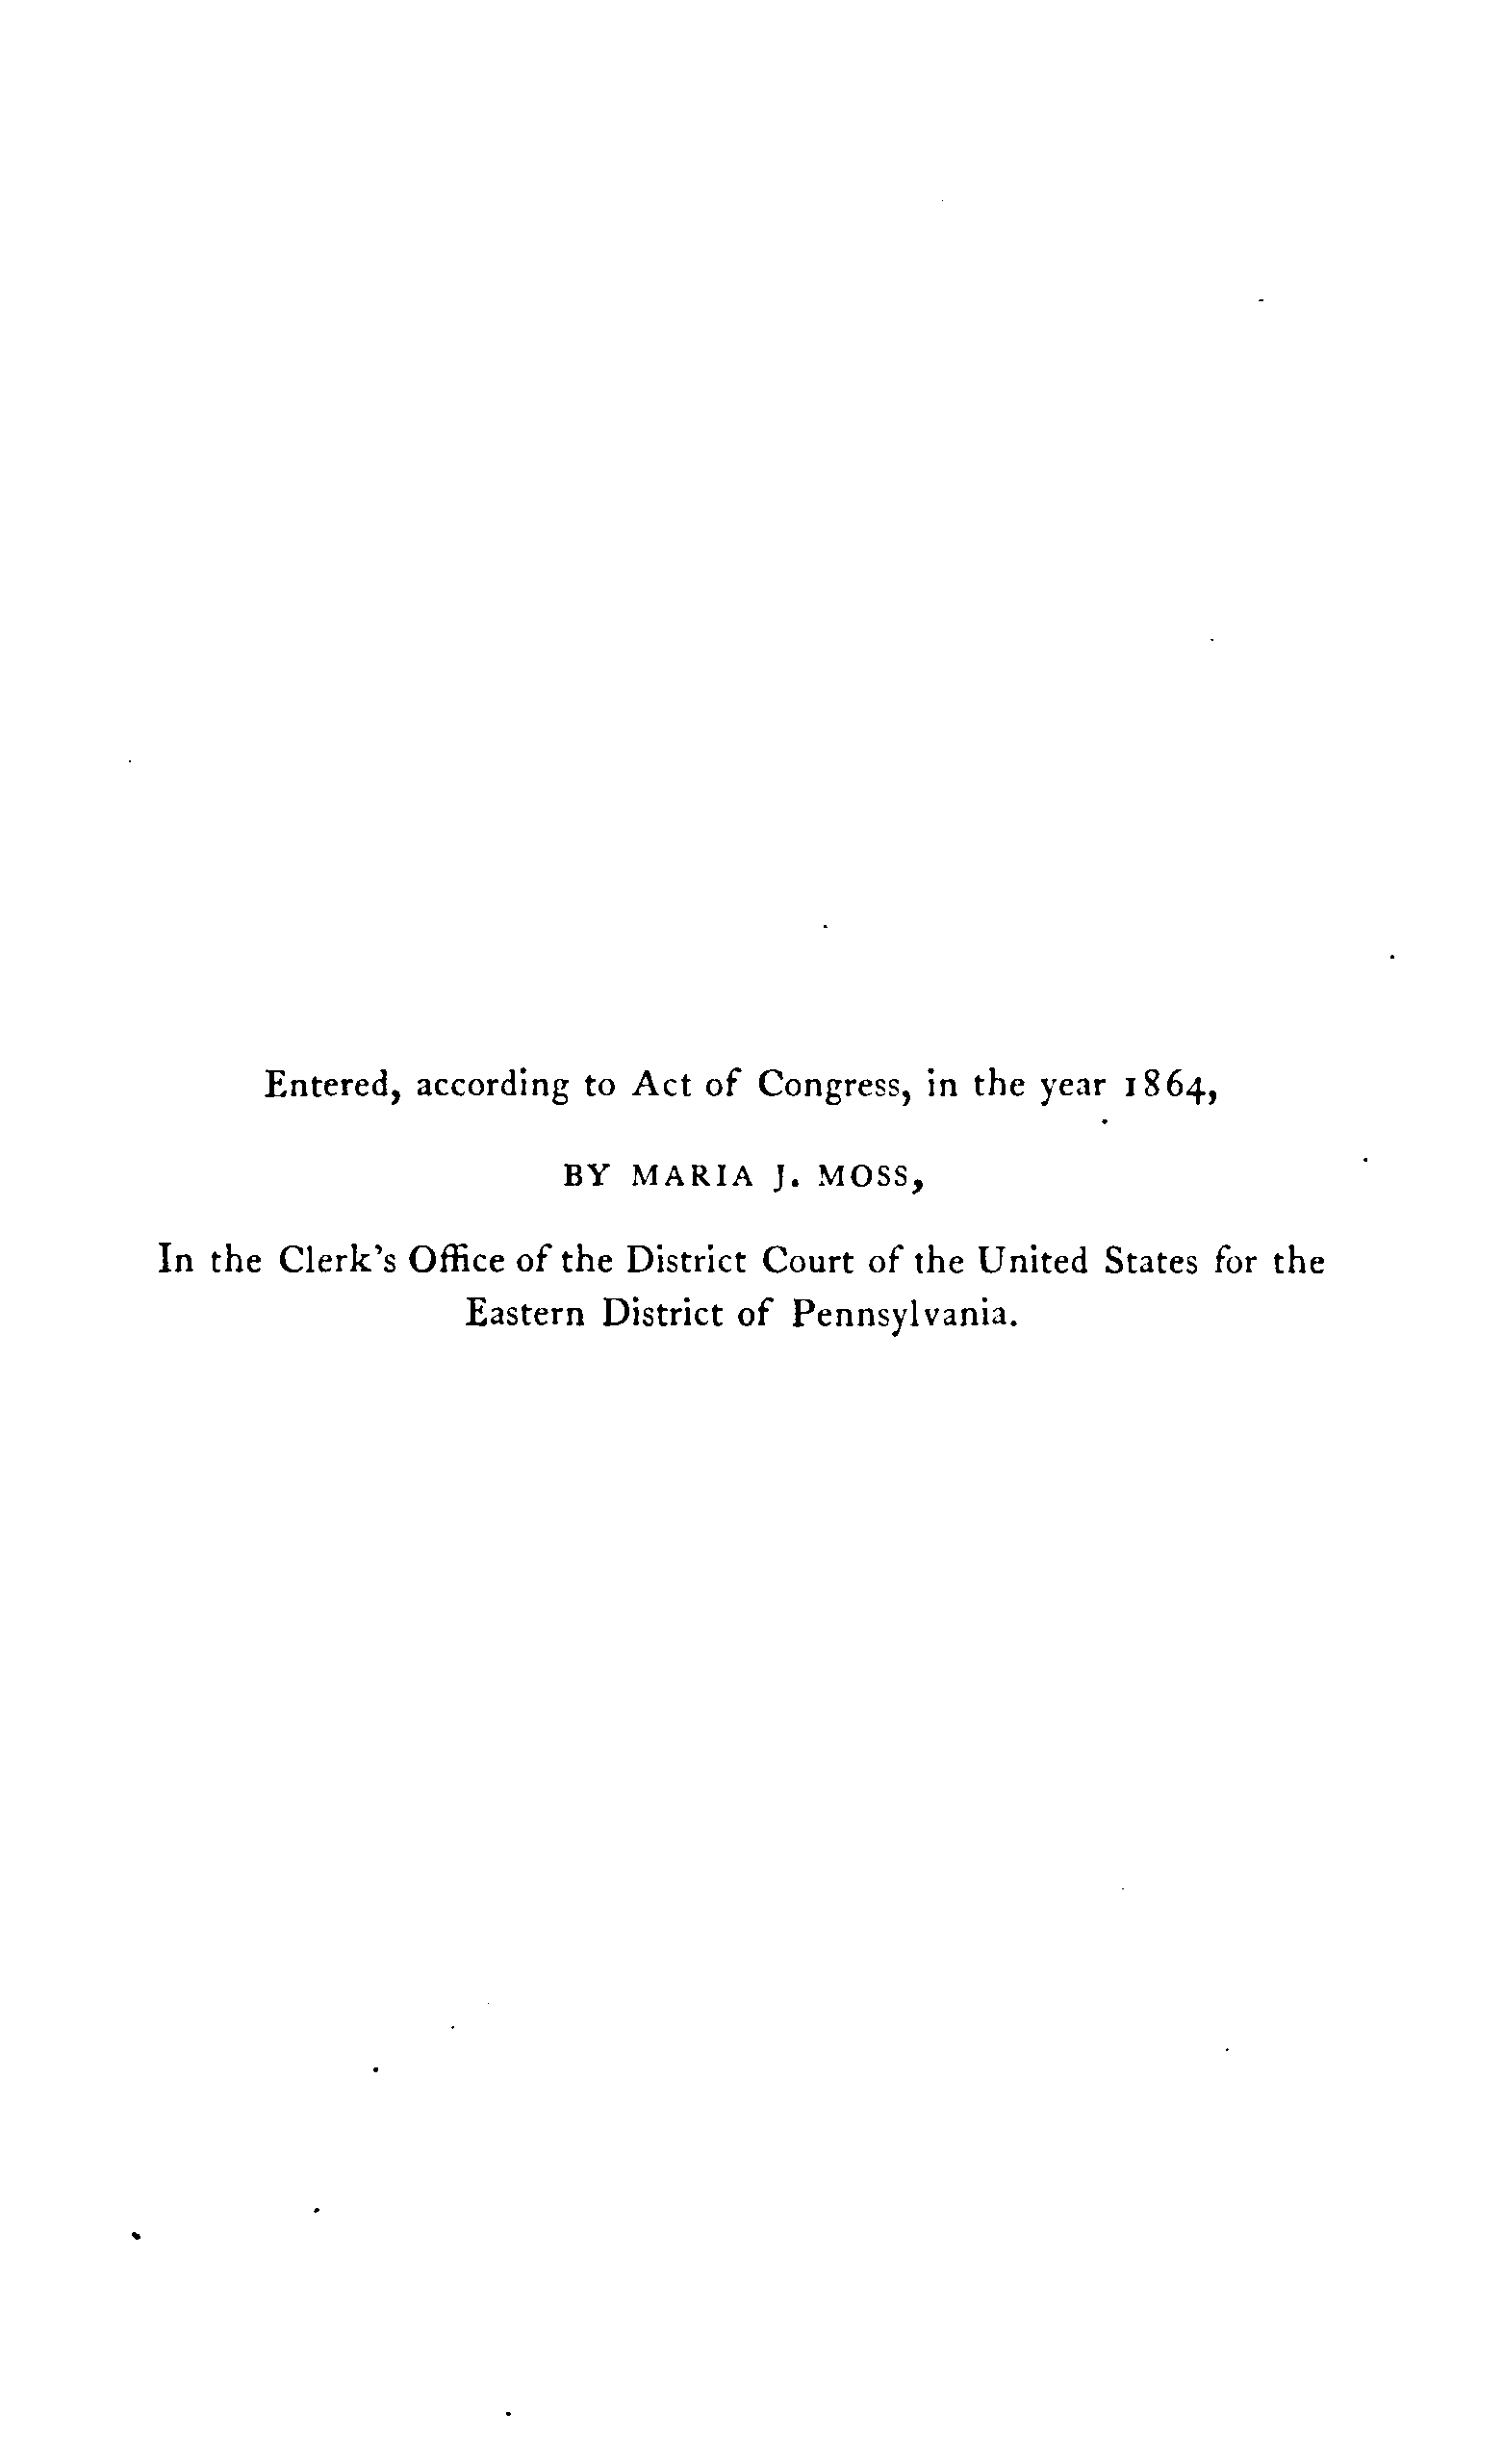 Entered, according to Act of Congress, in the year 1864,
BY MARIA J. MOSS,
In the Clerk's Office of the District Court of the United States for the
Eastern District of Pennsylvania.